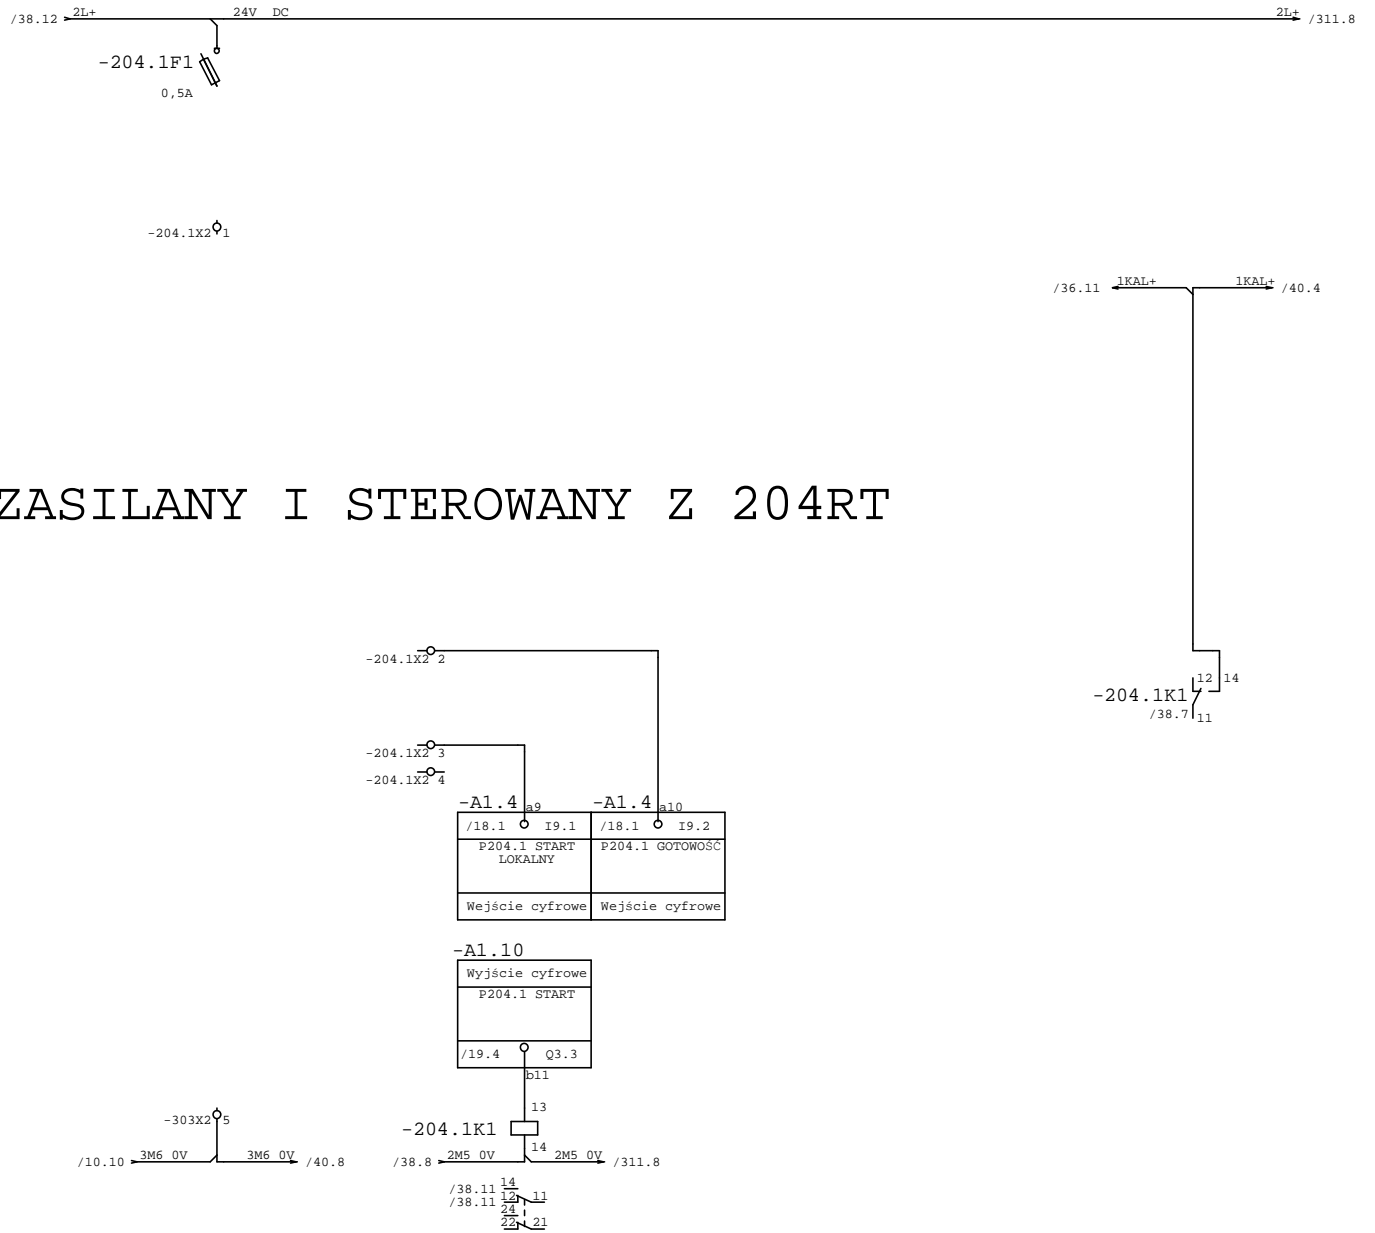 /38.12 2L+ 24V DC 2L+ /311.8
-204.1F1
0,5A
-204.1X2 1
/36.11 1KAL+ 1KAL+ /40.4
ZASILANY I STEROWANY Z 204RT
-204.1X2 2
12 14
-204.1K1
/38.7 11
-204.1X2 3
-204.1X2 4
-A1.4 a9 -A1.4 a10
/18.1 I9.1 /18.1 I9.2
P204.1 START P204.1 GOTOWOŚĆ
LOKALNY
Wejście cyfrowe Wejście cyfrowe
-A1.10
Wyjście cyfrowe
P204.1 START
/19.4 Q3.3
b11
13
-303X2 5
-204.1K1
14
/10.10 3M6 0V 3M6 0V /40.8 /38.8 2M5 0V 2M5 0V /311.8
14
/38.11
12 11
/38.11
24
22 21